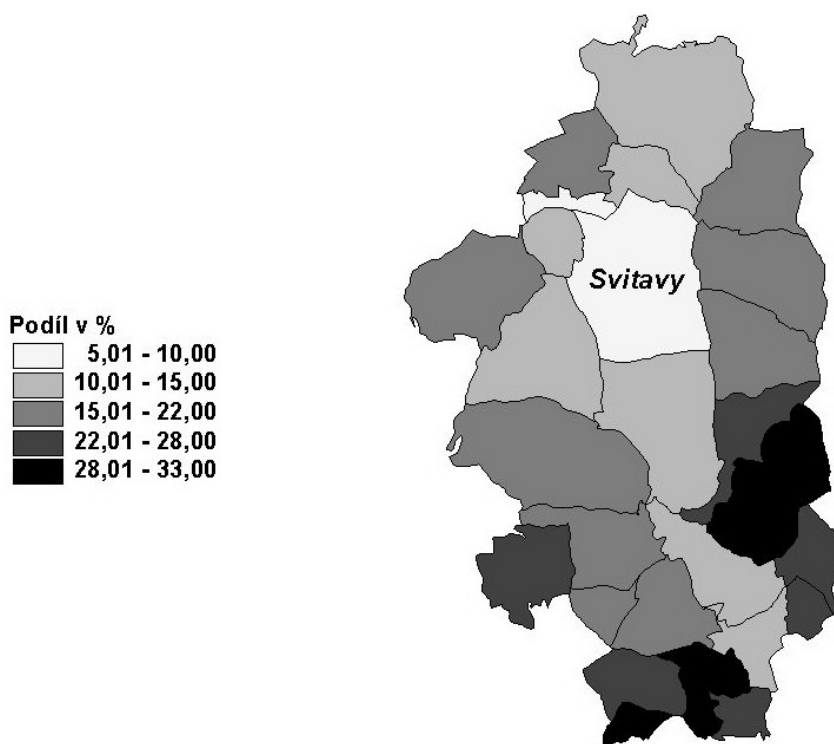 Svitavy
Podíl v %
5,01 - 10,00
10,01 - 15,00
15,01 - 22,00
22,01 - 28,00
28,01 - 33,00